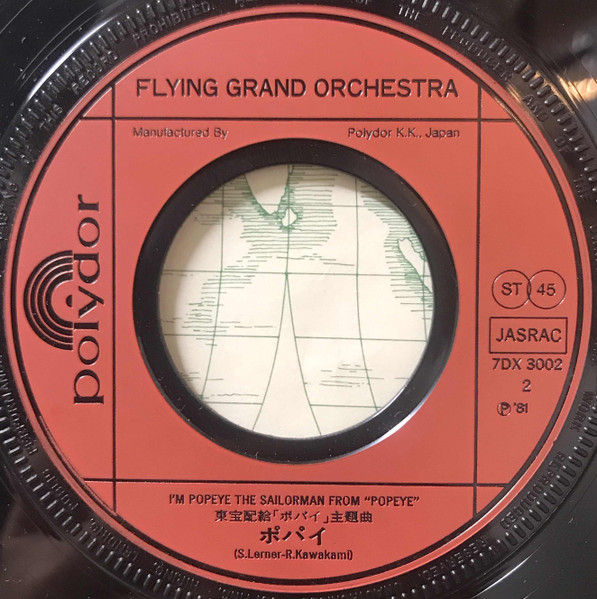 FLYING GRAND ORCHESTRA
Manufactured By
Polydor K.K., Japan
polydor
ST 45
JASRAC
7DX 3002
2
Ⓟ '81
I'M POPEYE THE SAILORMAN FROM "POPEYE"
東宝配給「ポパイ」主題曲
ポパイ
(S.Lerner-R.Kawakami)